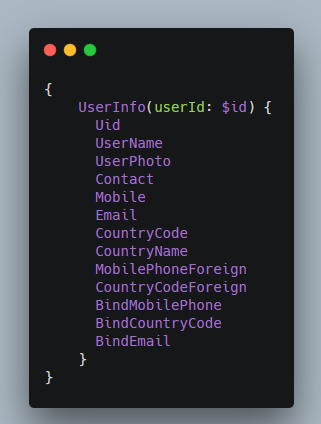 {
UserInfo(userId: $id) {
Uid
UserName
UserPhoto
Contact
Mobile
Email
CountryCode
CountryName
MobilePhoneForeign
CountryCodeForeign
BindMobilePhone
BindCountryCode
BindEmail
}
}